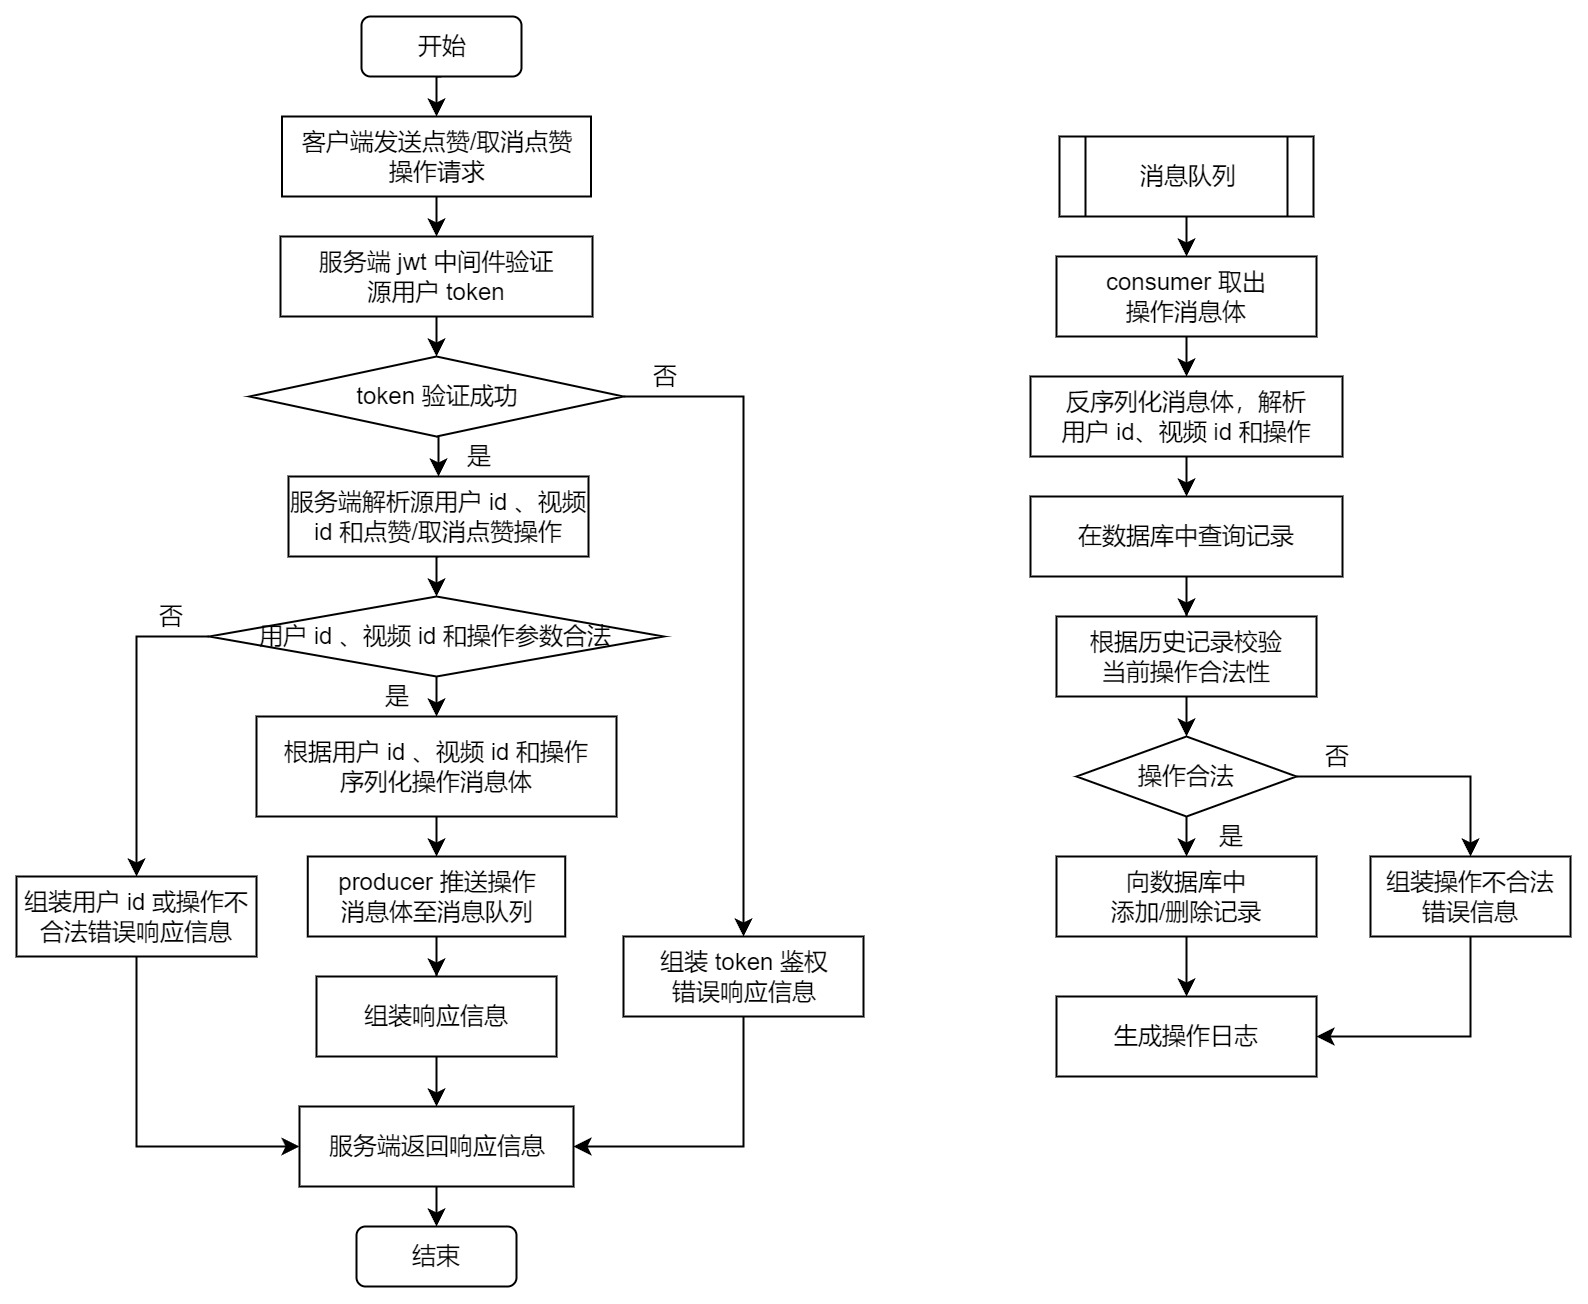 开始
客户端发送点赞/取消点赞
操作请求
服务端 jwt 中间件验证
源用户 token
token 验证成功
否
是
服务端解析源用户 id 、视频
id 和点赞/取消点赞操作
用户 id 、视频 id 和操作参数合法
否
是
根据用户 id 、视频 id 和操作
序列化操作消息体
组装用户 id 或操作不
合法错误响应信息
producer 推送操作
消息体至消息队列
组装 token 鉴权
错误响应信息
组装响应信息
服务端返回响应信息
结束
消息队列
consumer 取出
操作消息体
反序列化消息体，解析
用户 id、视频 id 和操作
在数据库中查询记录
根据历史记录校验
当前操作合法性
操作合法
否
是
向数据库中
添加/删除记录
组装操作不合法
错误信息
生成操作日志